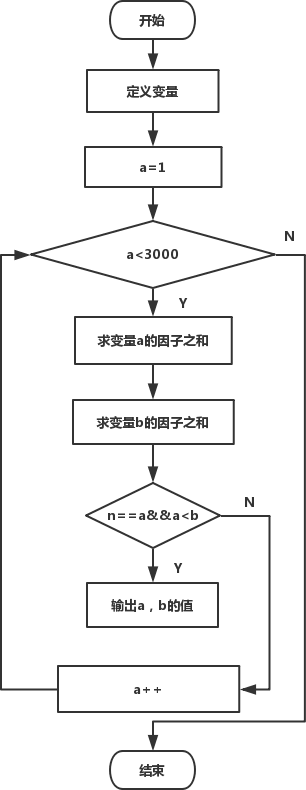 开始
定义变量
a=1
a<3000
N
Y
求变量a的因子之和
求变量b的因子之和
n==a&&a<b
N
Y
输出a，b的值
a++
结束